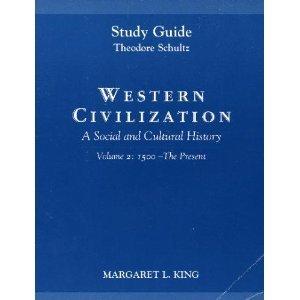 Study Guide
Theodore Schultz
WESTERN
CIVILIZATION
A Social and Cultural History
Volume 2: 1500 –The Present
MARGARET L. KING